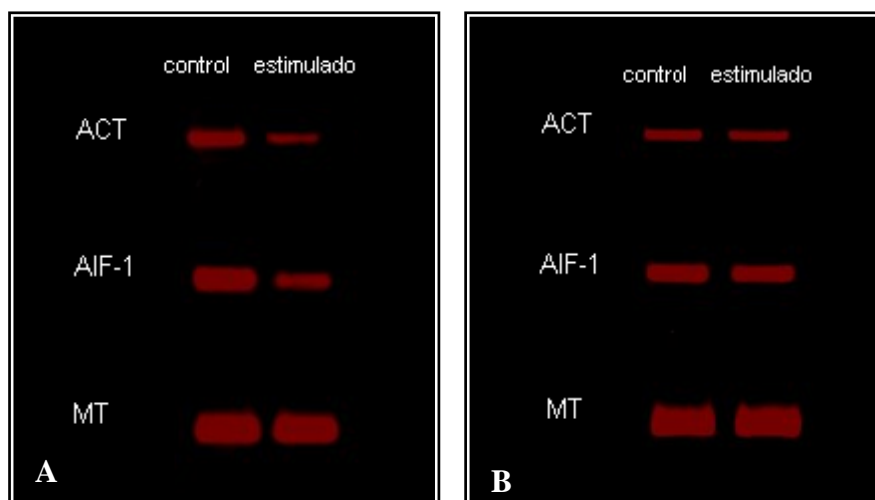 control estimulado
ACT
AIF-1
MT
A
control estimulado
ACT
AIF-1
MT
B